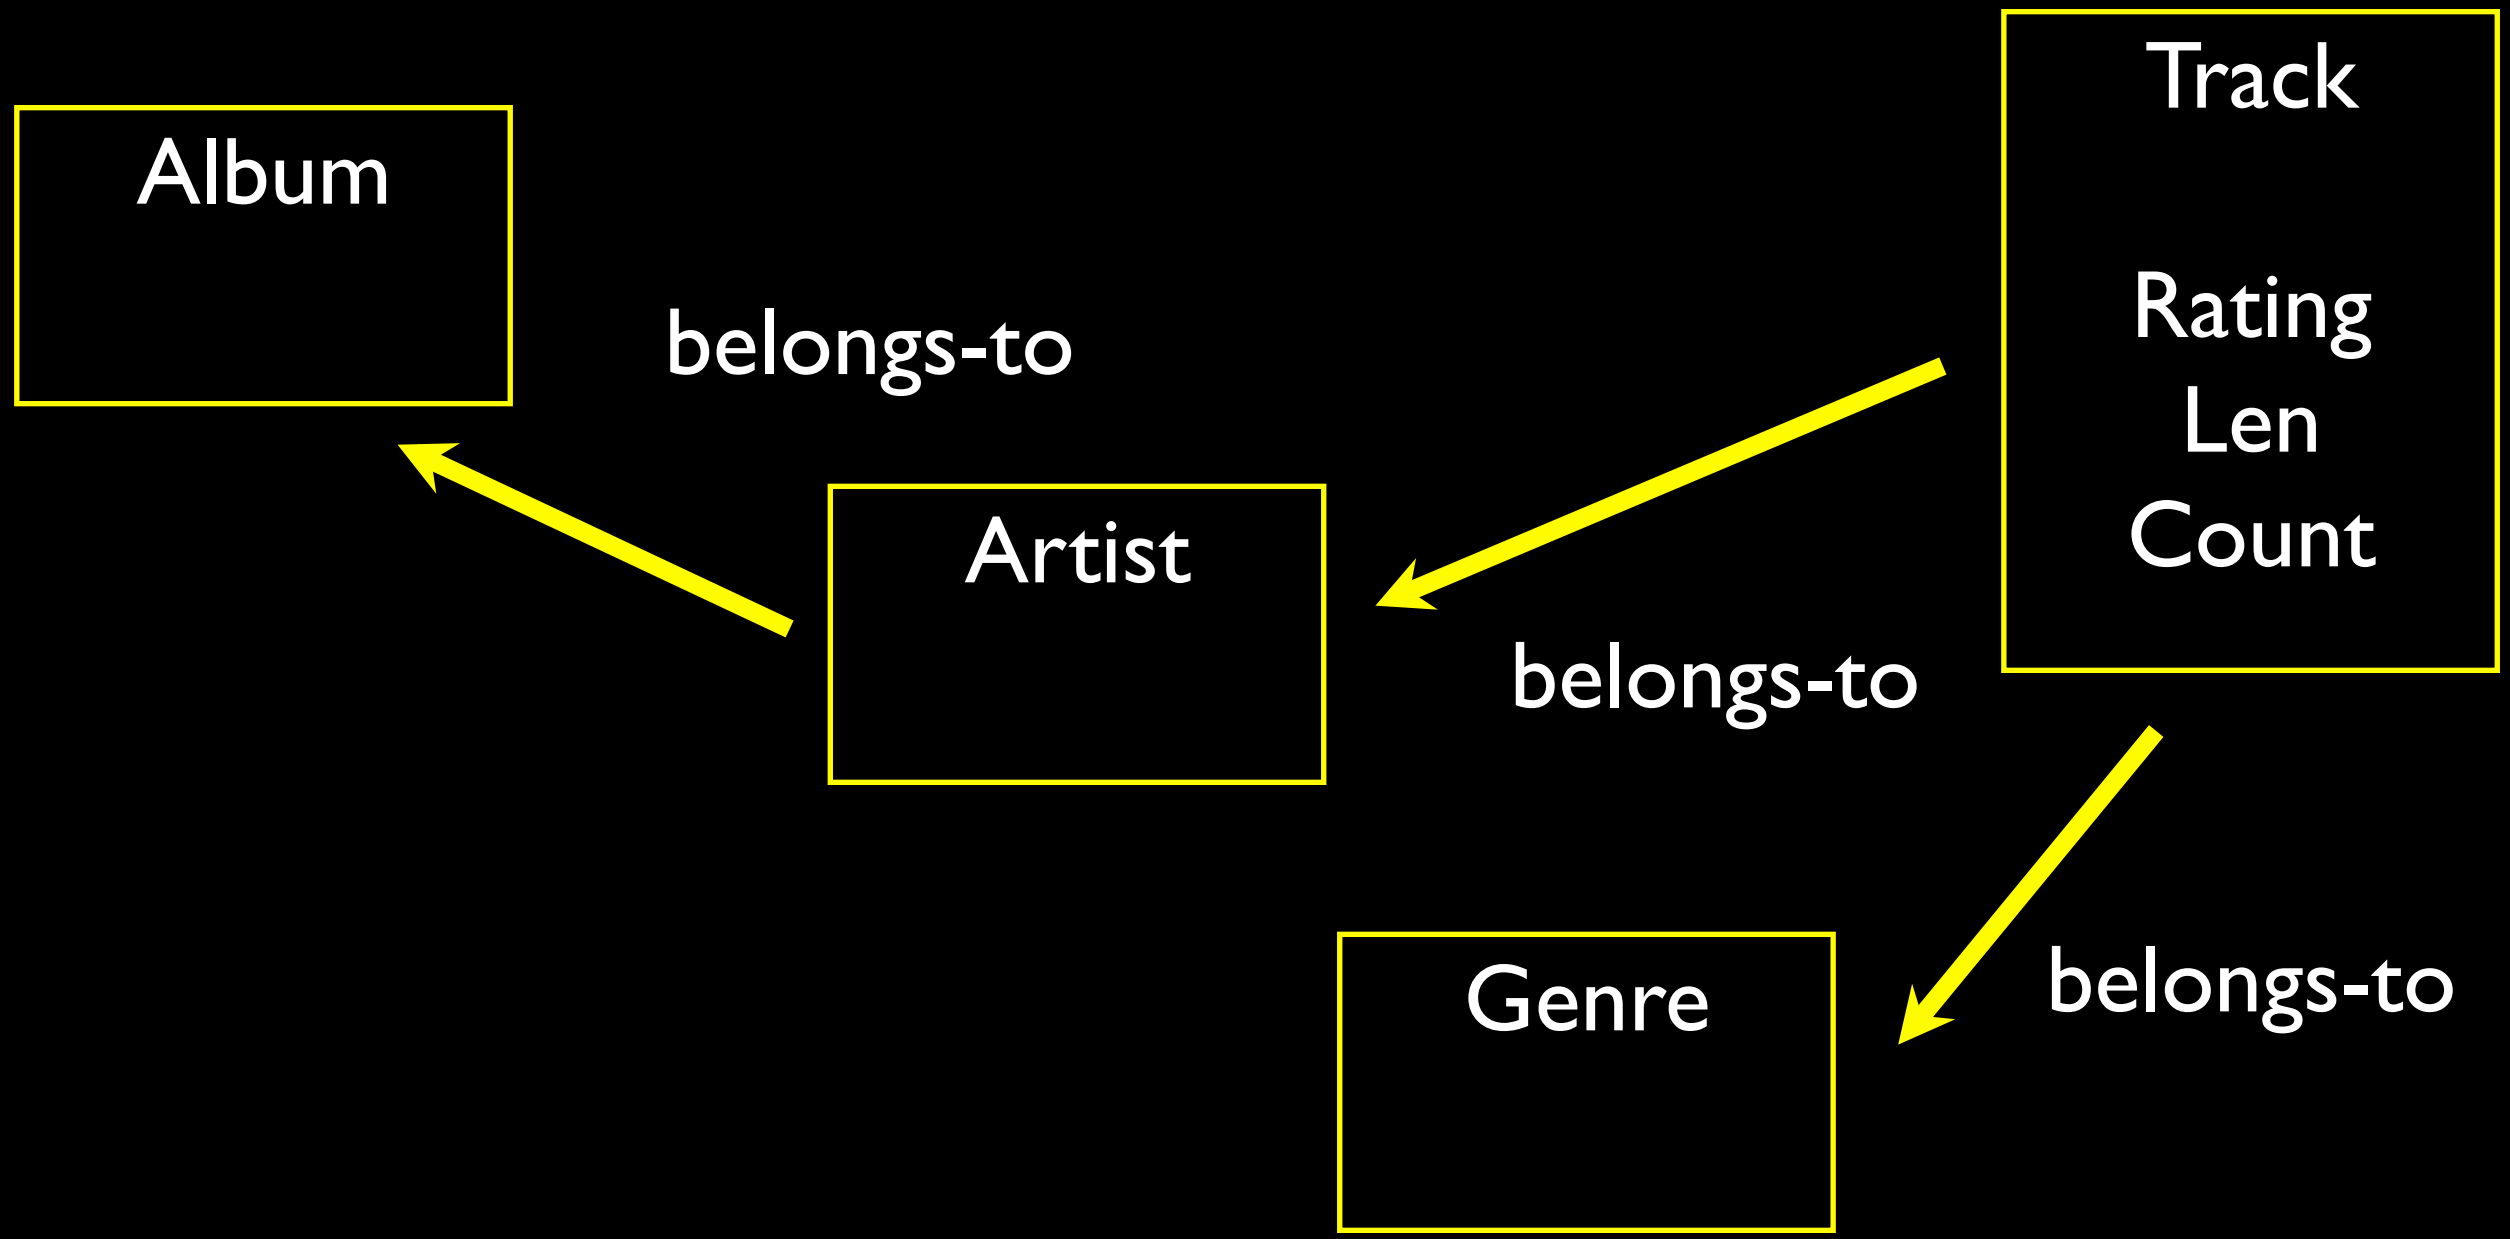 Album
belongs-to
Artist
belongs-to
Track
Rating
Len
Count
Genre
belongs-to